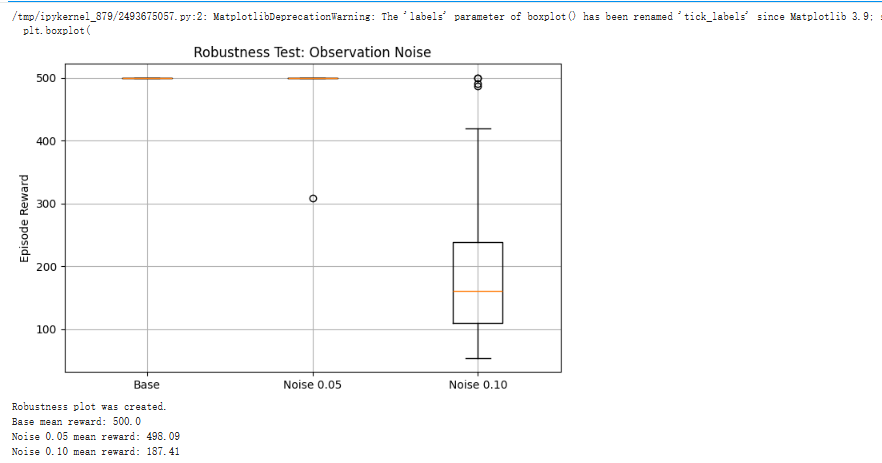 /tmp/ipykernel_879/2493675057.py:2: MatplotlibDeprecationWarning: The 'labels' parameter of boxplot() has been renamed 'tick_labels' since Matplotlib 3.9;
plt.boxplot(
Robustness Test: Observation Noise
500
400
300
200
100
Episode Reward
Base
Noise 0.05
Noise 0.10
Robustness plot was created.
Base mean reward: 500.0
Noise 0.05 mean reward: 498.09
Noise 0.10 mean reward: 187.41